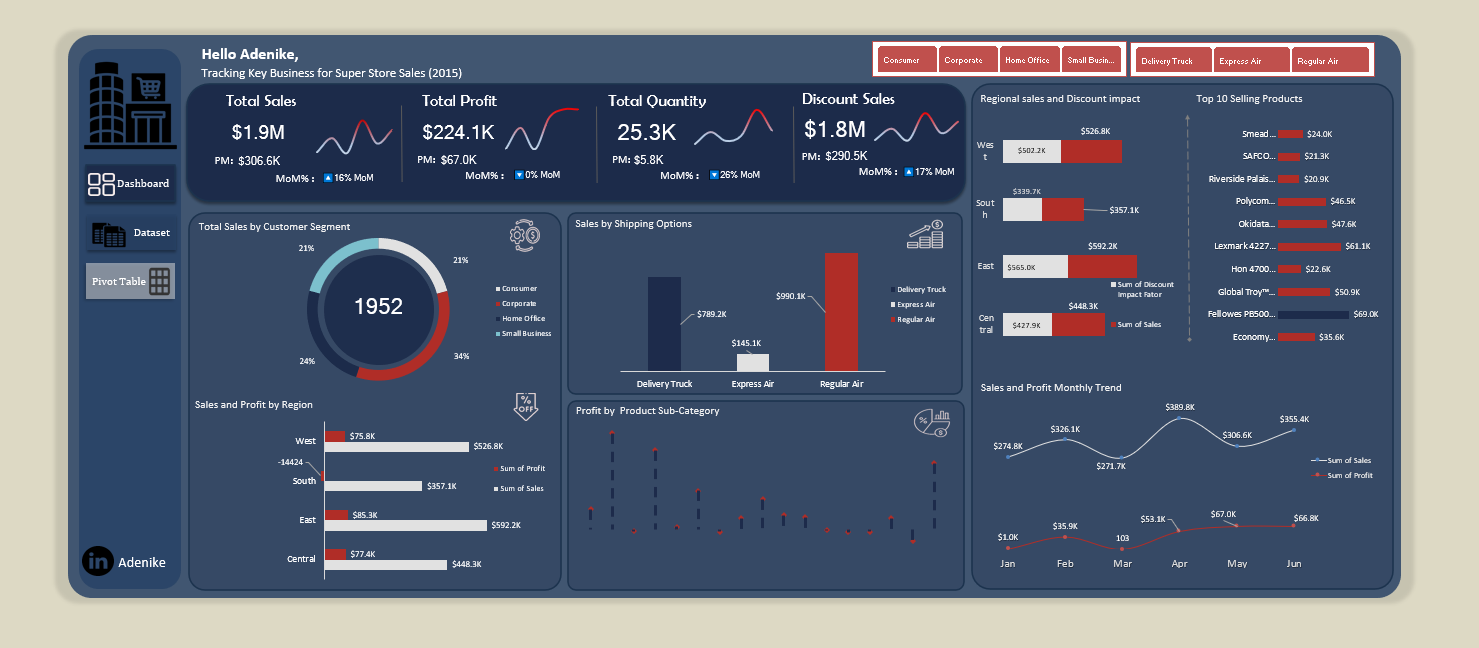 Hello Adenike,
Tracking Key Business for Super Store Sales (2015)
Consumer
Corporate
Home Office
Small Busin...
Delivery Truck
Express Air
Regular Air
Dashboard
Dataset
Pivot Table
in
Adenike
Total Sales
$1.9M
PM: $306.6K
MoM% : 🔼 16% MoM
Total Profit
$224.1K
PM: $67.0K
MoM% : 🔽 0% MoM
Total Quantity
25.3K
PM: $5.8K
MoM% : 🔽 26% MoM
Discount Sales
$1.8M
PM: $290.5K
MoM% : 🔼 17% MoM
Total Sales by Customer Segment
21%
21%
1952
24%
34%
Consumer
Corporate
Home Office
Small Business
Sales and Profit by Region
% OFF
West
$75.8K
$526.8K
-14424
South
$357.1K
East
$85.3K
$592.2K
Central
$77.4K
$448.3K
Sum of Profit
Sum of Sales
Sales by Shipping Options
$789.2K
$145.1K
$990.1K
Delivery Truck
Express Air
Regular Air
Delivery Truck
Express Air
Regular Air
Profit by Product Sub-Category
Regional sales and Discount impact
Wes
t
$502.2K
$526.8K
Sout
h
$339.7K
$357.1K
East
$565.0K
$592.2K
Cen
tral
$427.9K
$448.3K
Sum of Discount
Impact Fator
Sum of Sales
Top 10 Selling Products
Smead... $24.0K
SAFCO... $21.3K
Riverside Palais... $20.9K
Polycom... $46.5K
Okidata... $47.6K
Lexmark 4227... $61.1K
Hon 4700... $22.6K
Global Troy™... $50.9K
Fellowes PB500... $69.0K
Economy... $35.6K
Sales and Profit Monthly Trend
$274.8K
$326.1K
$271.7K
$389.8K
$306.6K
$355.4K
Sum of Sales
Sum of Profit
$1.0K
$35.9K
103
$53.1K
$67.0K
$66.8K
Jan
Feb
Mar
Apr
May
Jun